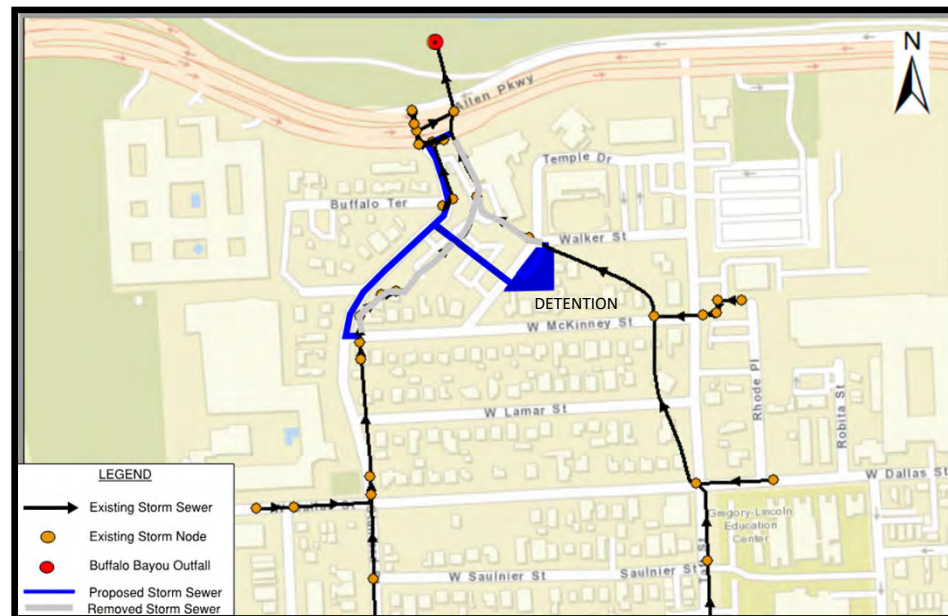 N
Allen Pkwy
Temple Dr
Buffalo Ter
Walker St
DETENTION
W McKinney St
Rhode Pl
W Lamar St
Robita St
LEGEND
W Dallas St
Existing Storm Sewer
Gregory-Lincoln
Education
Center
Existing Storm Node
Buffalo Bayou Outfall
W Saulnier St
Saulnier St
Proposed Storm Sewer
Removed Storm Sewer